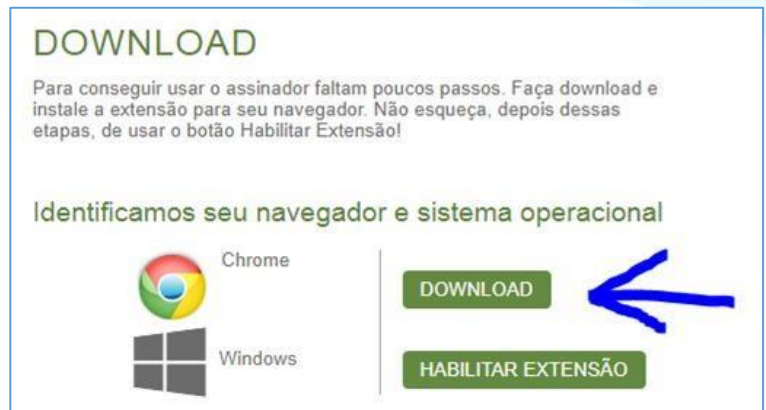 DOWNLOAD
Para conseguir usar o assinador faltam poucos passos. Faça download e
instale a extensão para seu navegador. Não esqueça, depois dessas
etapas, de usar o botão Habilitar Extensão!
Identificamos seu navegador e sistema operacional
Chrome
DOWNLOAD
Windows
HABILITAR EXTENSÃO